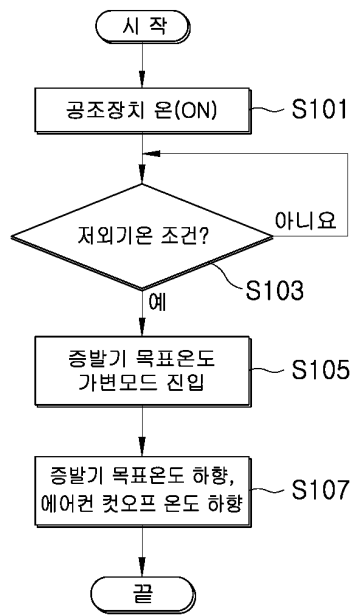 시 작
공조장치 온(ON)
S101
저외기온 조건?
아니요
S103
예
증발기 목표온도
가변모드 진입
S105
증발기 목표온도 하향,
에어컨 컷오프 온도 하향
S107
끝